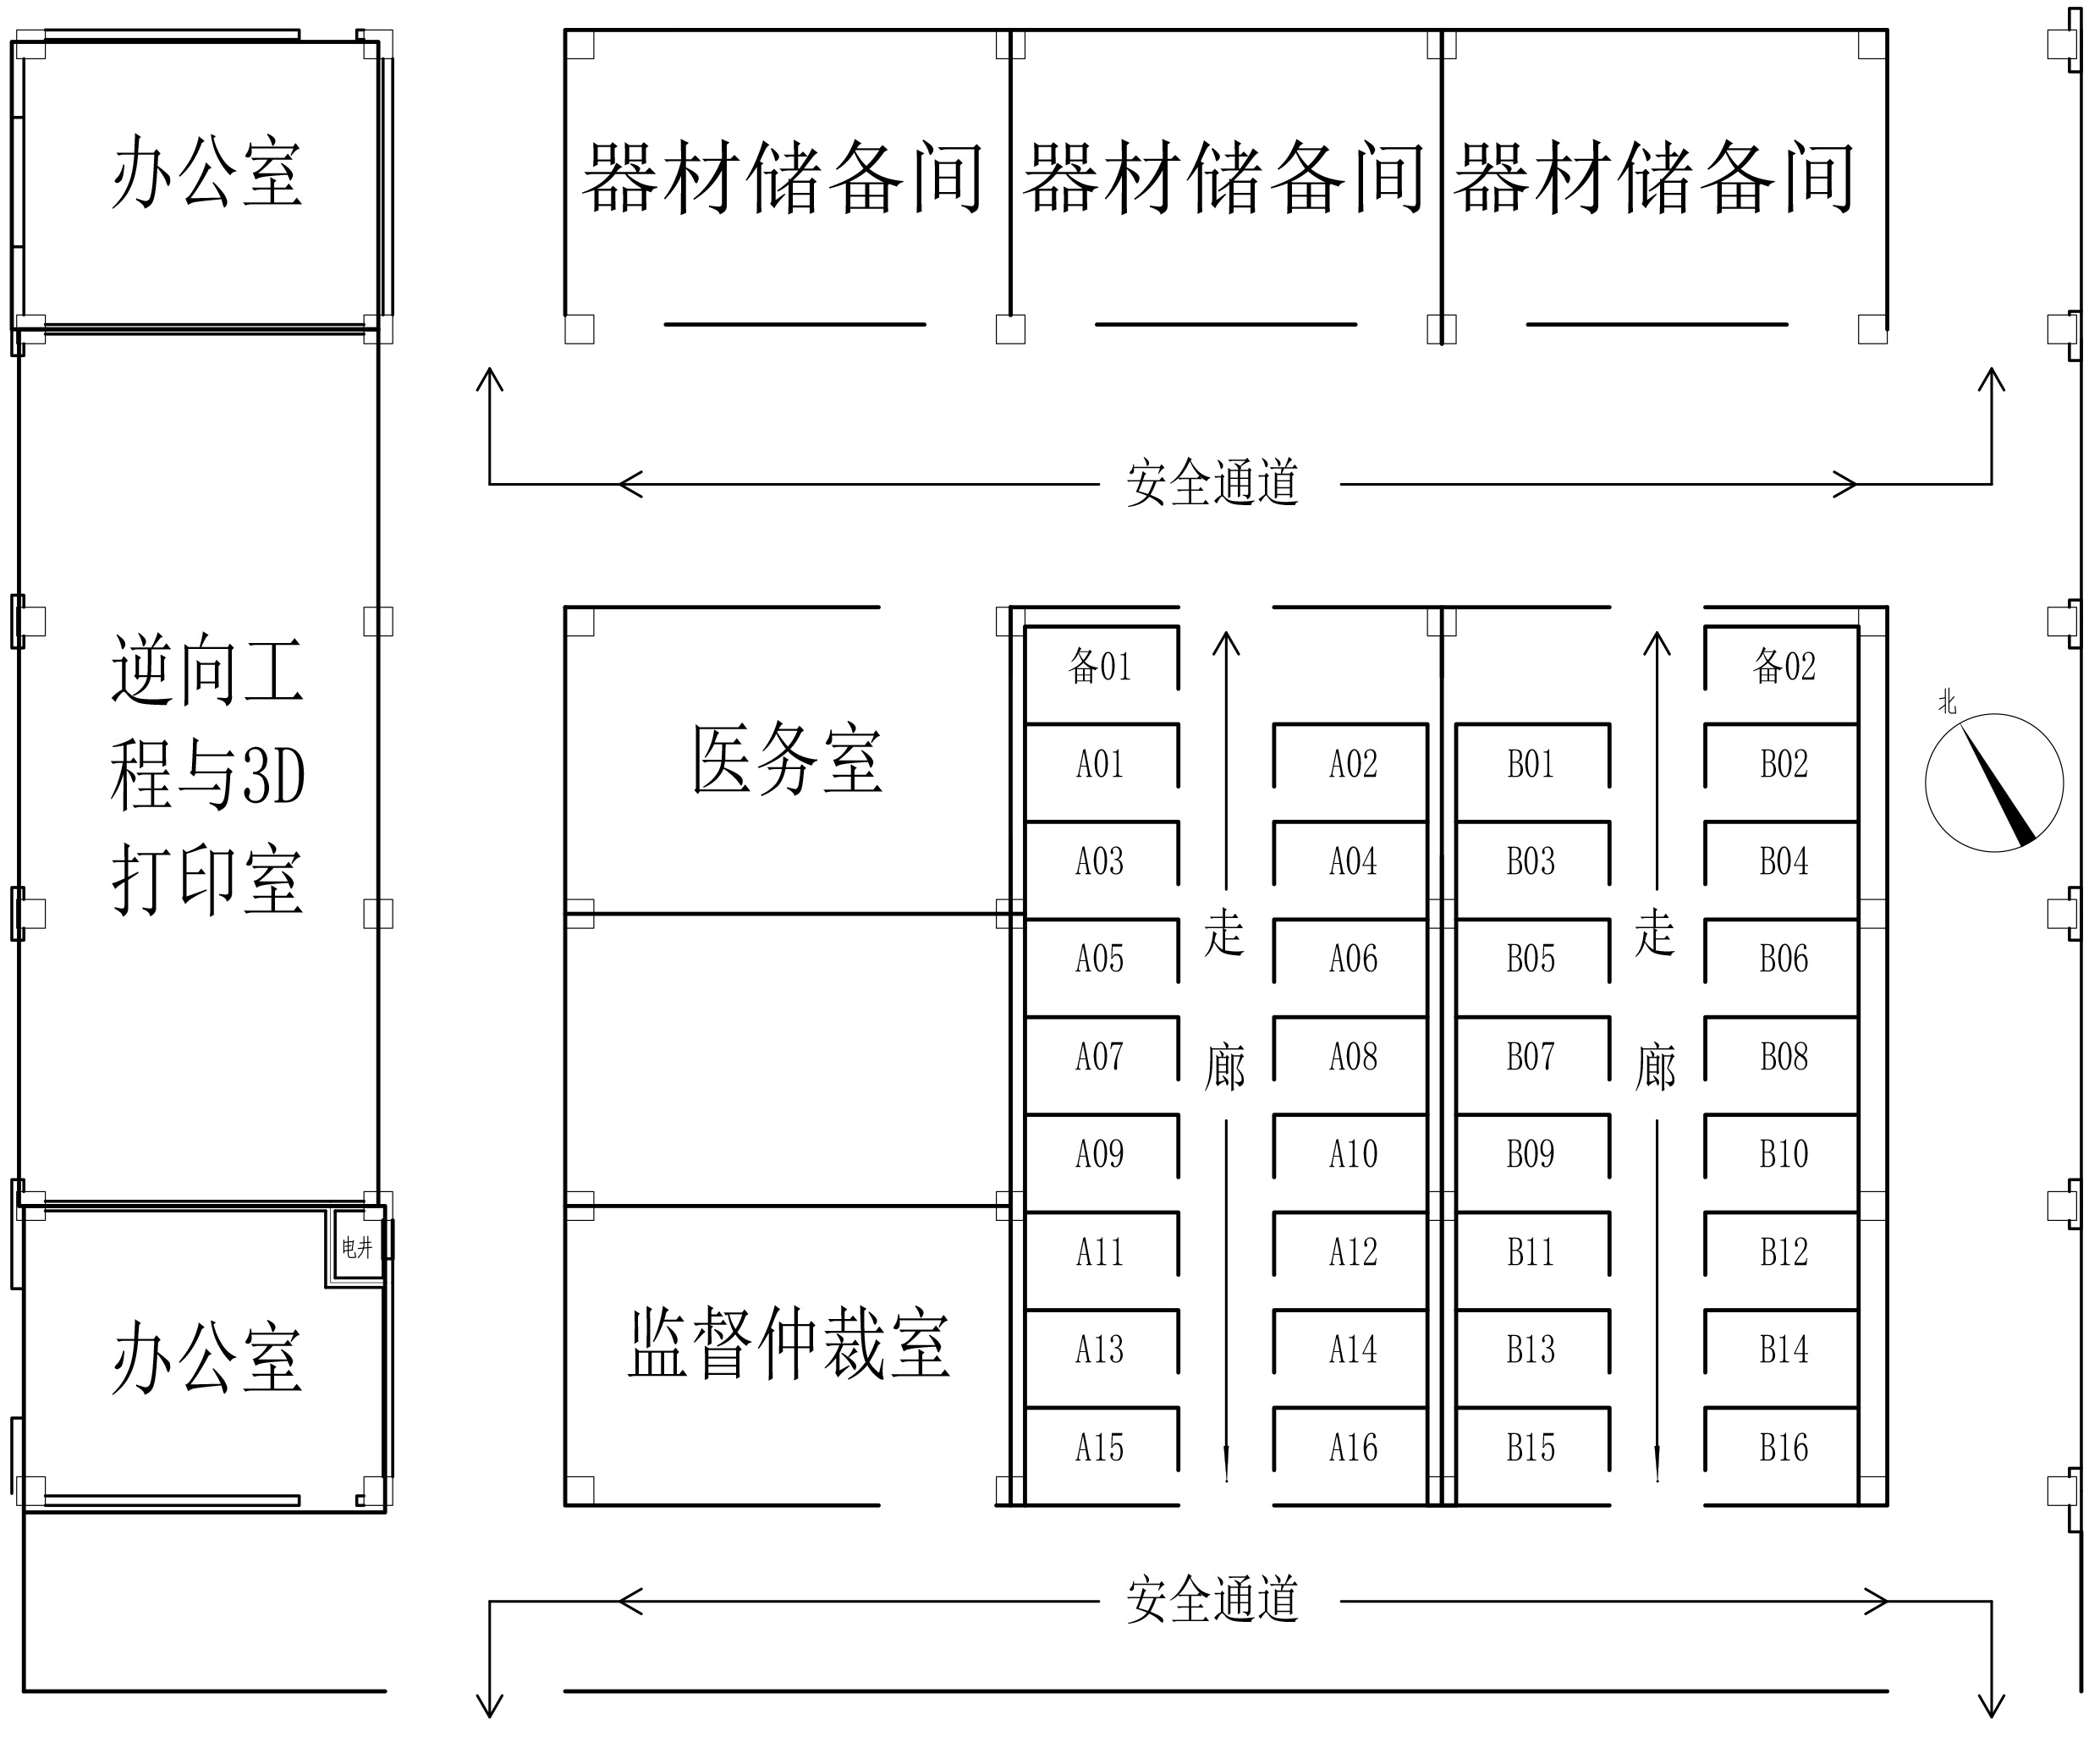 办公室
器材储备间
器材储备间
器材储备间
安全通道
逆向工
程与3D
打印室
医务室
备01
备02
北
A01
A02
B01
B02
A03
A04
B03
B04
走
走
A05
A06
B05
B06
A07
A08
B07
B08
廊
廊
A09
A10
B09
B10
电井
A11
A12
B11
B12
办公室
监督仲裁室
A13
A14
B13
B14
A15
A16
B15
B16
安全通道